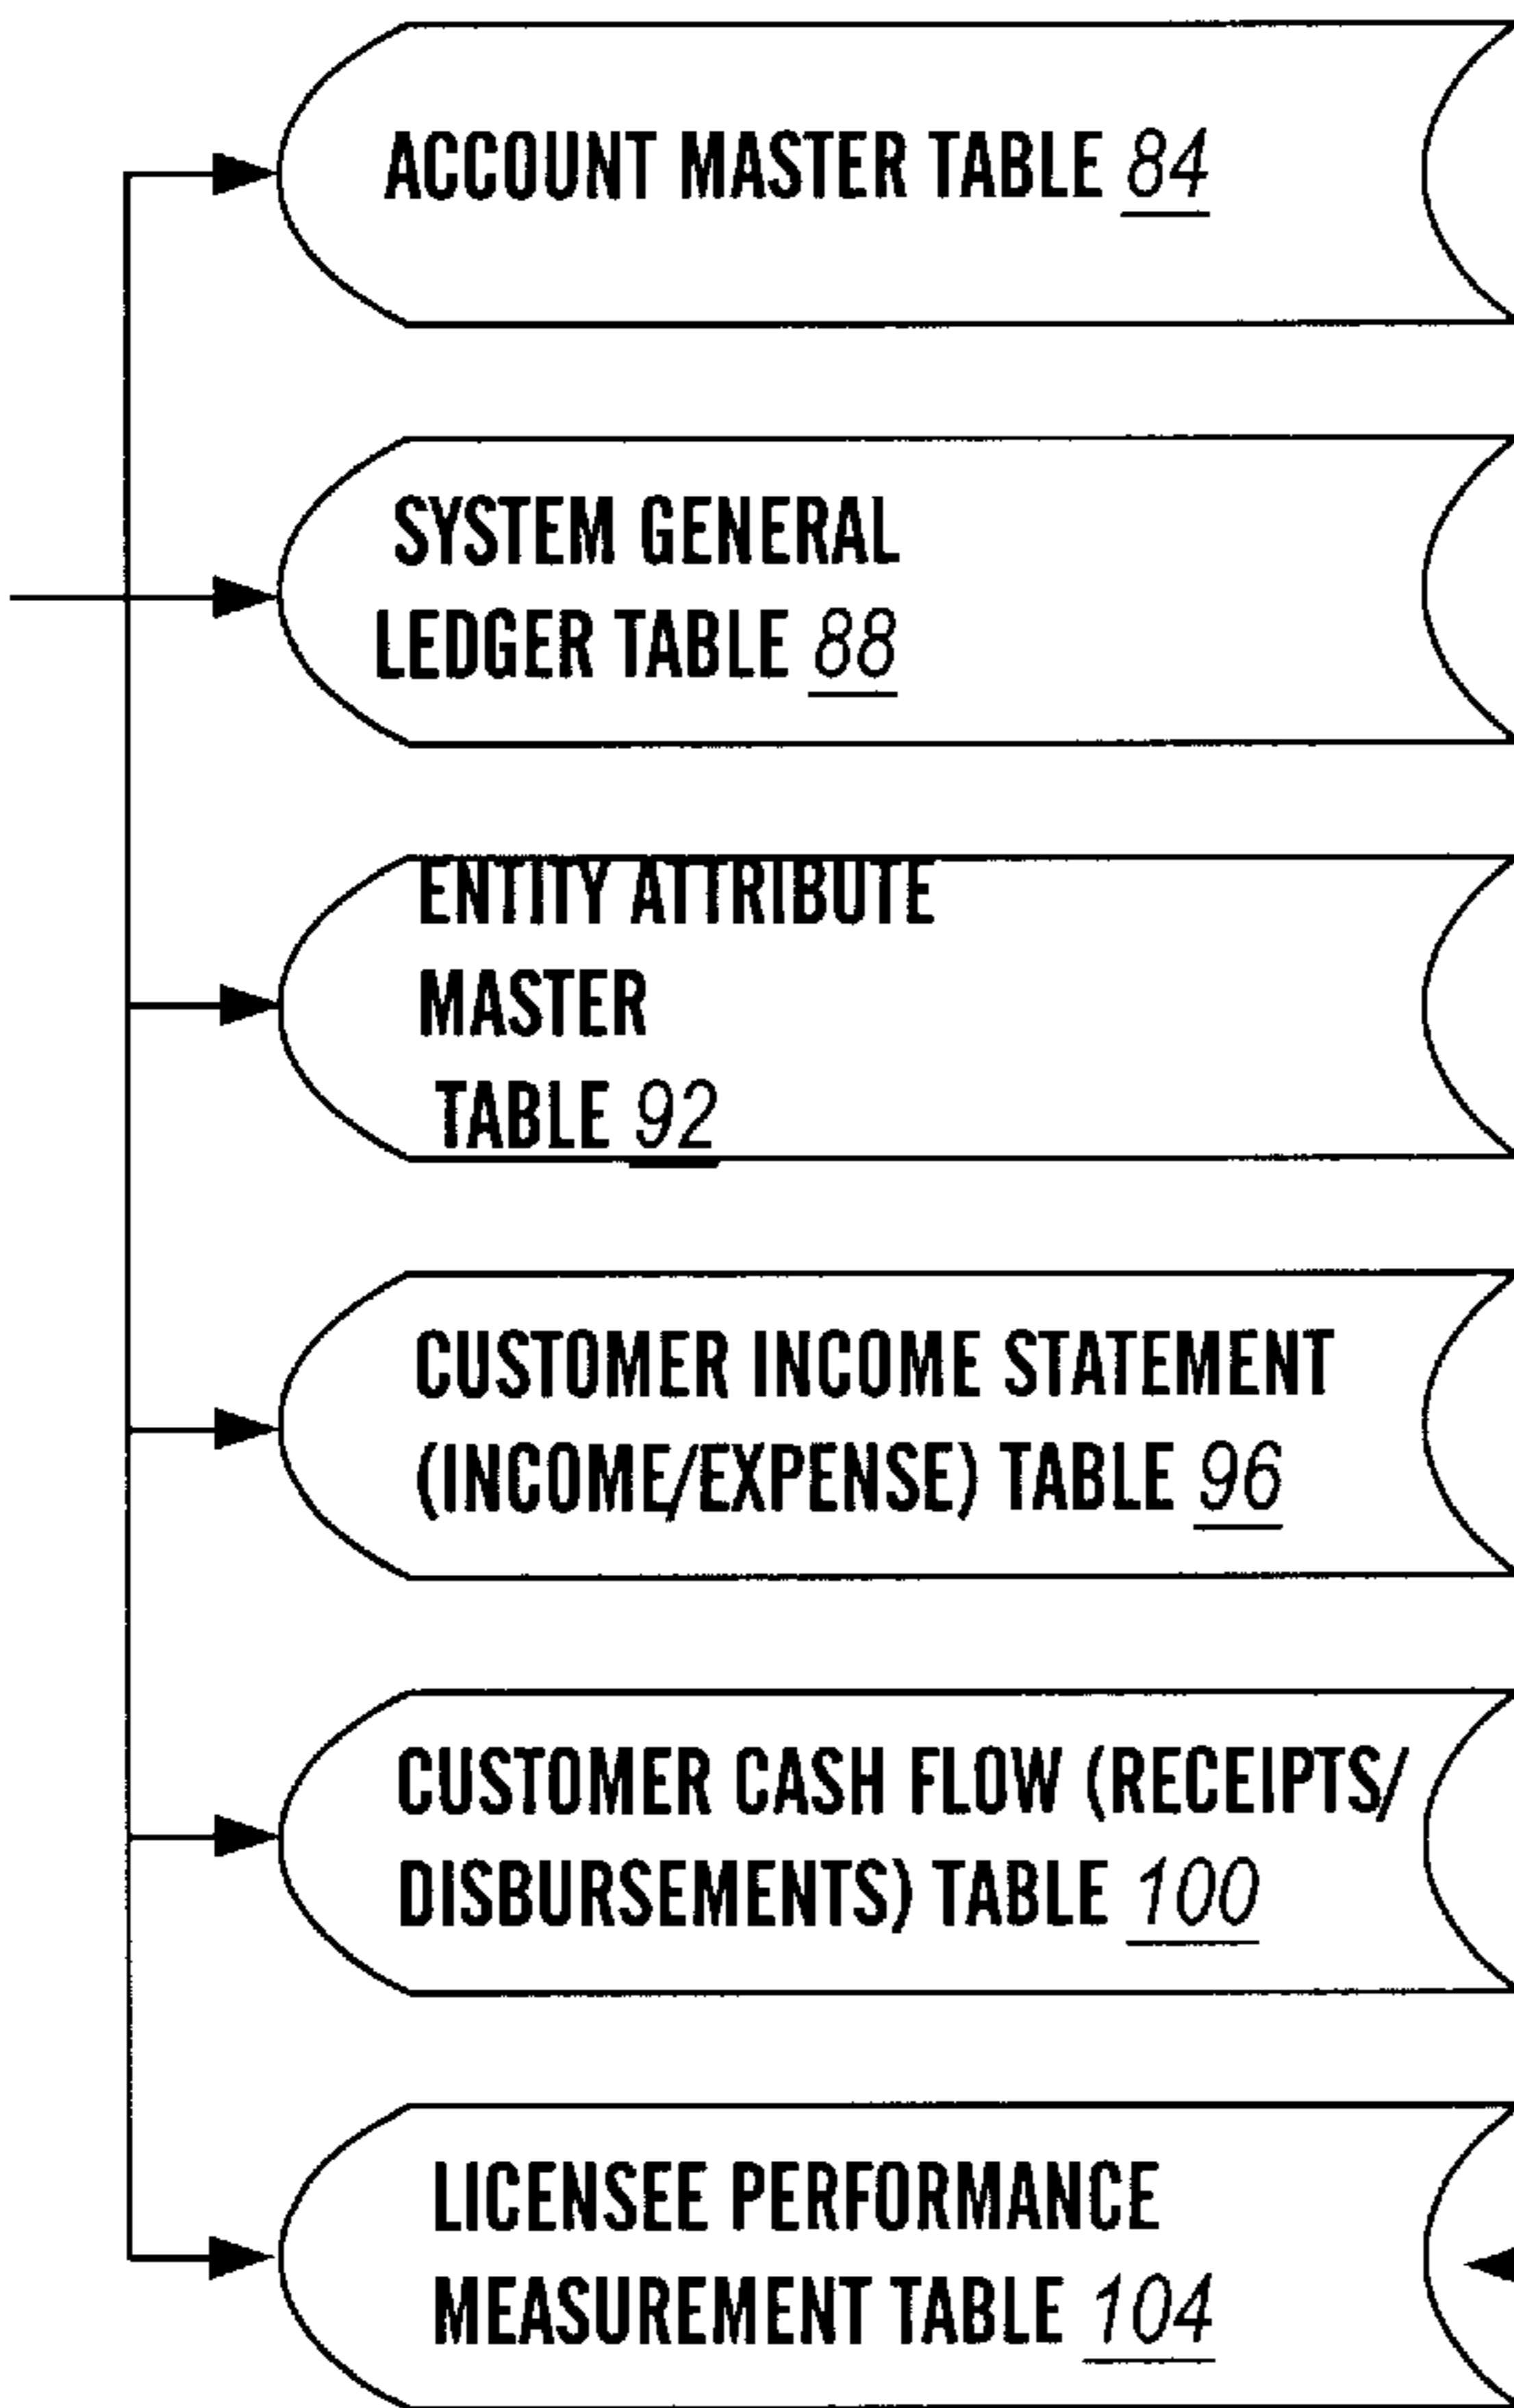 ACCOUNT MASTER TABLE 84
SYSTEM GENERAL
LEDGER TABLE 88
ENTITY ATTRIBUTE
MASTER
TABLE 92
CUSTOMER INCOME STATEMENT
(INCOME/EXPENSE) TABLE 96
CUSTOMER CASH FLOW (RECEIPTS/
DISBURSEMENTS) TABLE 100
LICENSEE PERFORMANCE
MEASUREMENT TABLE 104